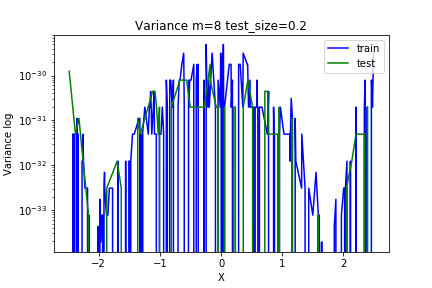 Variance m=8 test_size=0.2
train
test
10⁻³⁰
10⁻³¹
10⁻³²
10⁻³³
Variance log
−2
−1
0
1
2
X